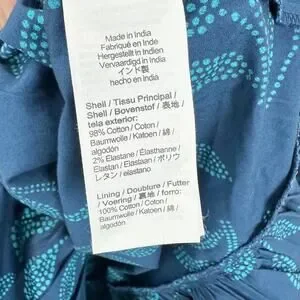 Made in India
Fabriqué en Inde
Hergestellt in Indien
Vervaardigd in India
インド製
hecho en India
Shell / Tissu Principal /
Shell / Bovenstof / 表地 /
tela exterior:
98% Cotton / Coton /
Baumwolle / Katoen / 綿 /
algodón
2% Elastane / Élasthanne /
Elastan / Elastaan / ポリウ
レタン / elastano
Lining / Doublure / Futter
/ Voering / 裏地 / forro:
100% Cotton / Coton /
Baumwolle / Katoen / 綿 /
algodón